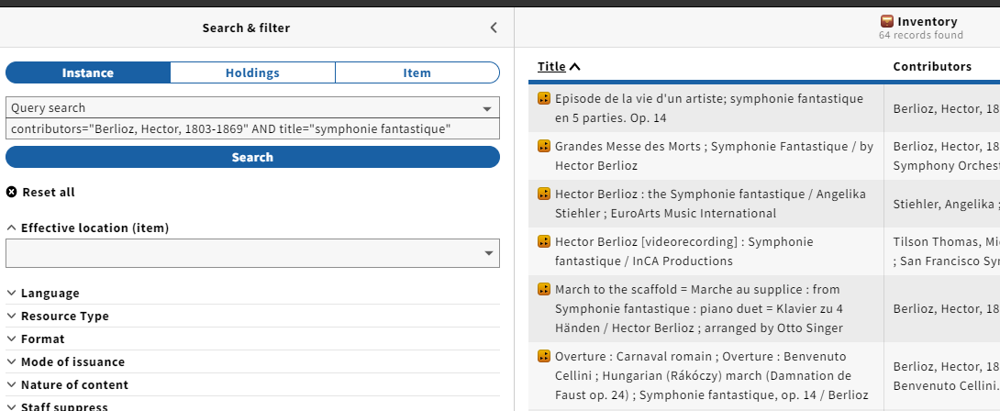 Search & filter
Instance
Holdings
Item
Query search
contributors="Berlioz, Hector, 1803-1869" AND title="symphonie fantastique"
Search
Reset all
Effective location (item)
Language
Resource Type
Format
Mode of issuance
Nature of content
Staff suppress
Inventory
64 records found
Title
Contributors
Episode de la vie d'un artiste; symphonie fantastique
en 5 parties. Op. 14
Berlioz, Hector, 18
Grandes Messe des Morts ; Symphonie Fantastique / by
Hector Berlioz
Berlioz, Hector, 18
Symphony Orchest
Hector Berlioz : the Symphonie fantastique / Angelika
Stiehler ; EuroArts Music International
Stiehler, Angelika ;
Hector Berlioz [videorecording] : Symphonie
fantastique / InCA Productions
Tilson Thomas, Mi
; San Francisco Syr
March to the scaffold = Marche au supplice : from
Symphonie fantastique : piano duet = Klavier zu 4
Händen / Hector Berlioz ; arranged by Otto Singer
Berlioz, Hector, 18
Overture : Carnaval romain ; Overture : Benvenuto
Cellini ; Hungarian (Rákóczy) march (Damnation de
Faust op. 24) ; Symphonie fantastique, op. 14 / Berlioz
Berlioz, Hector, 18
Benvenuto Cellini.